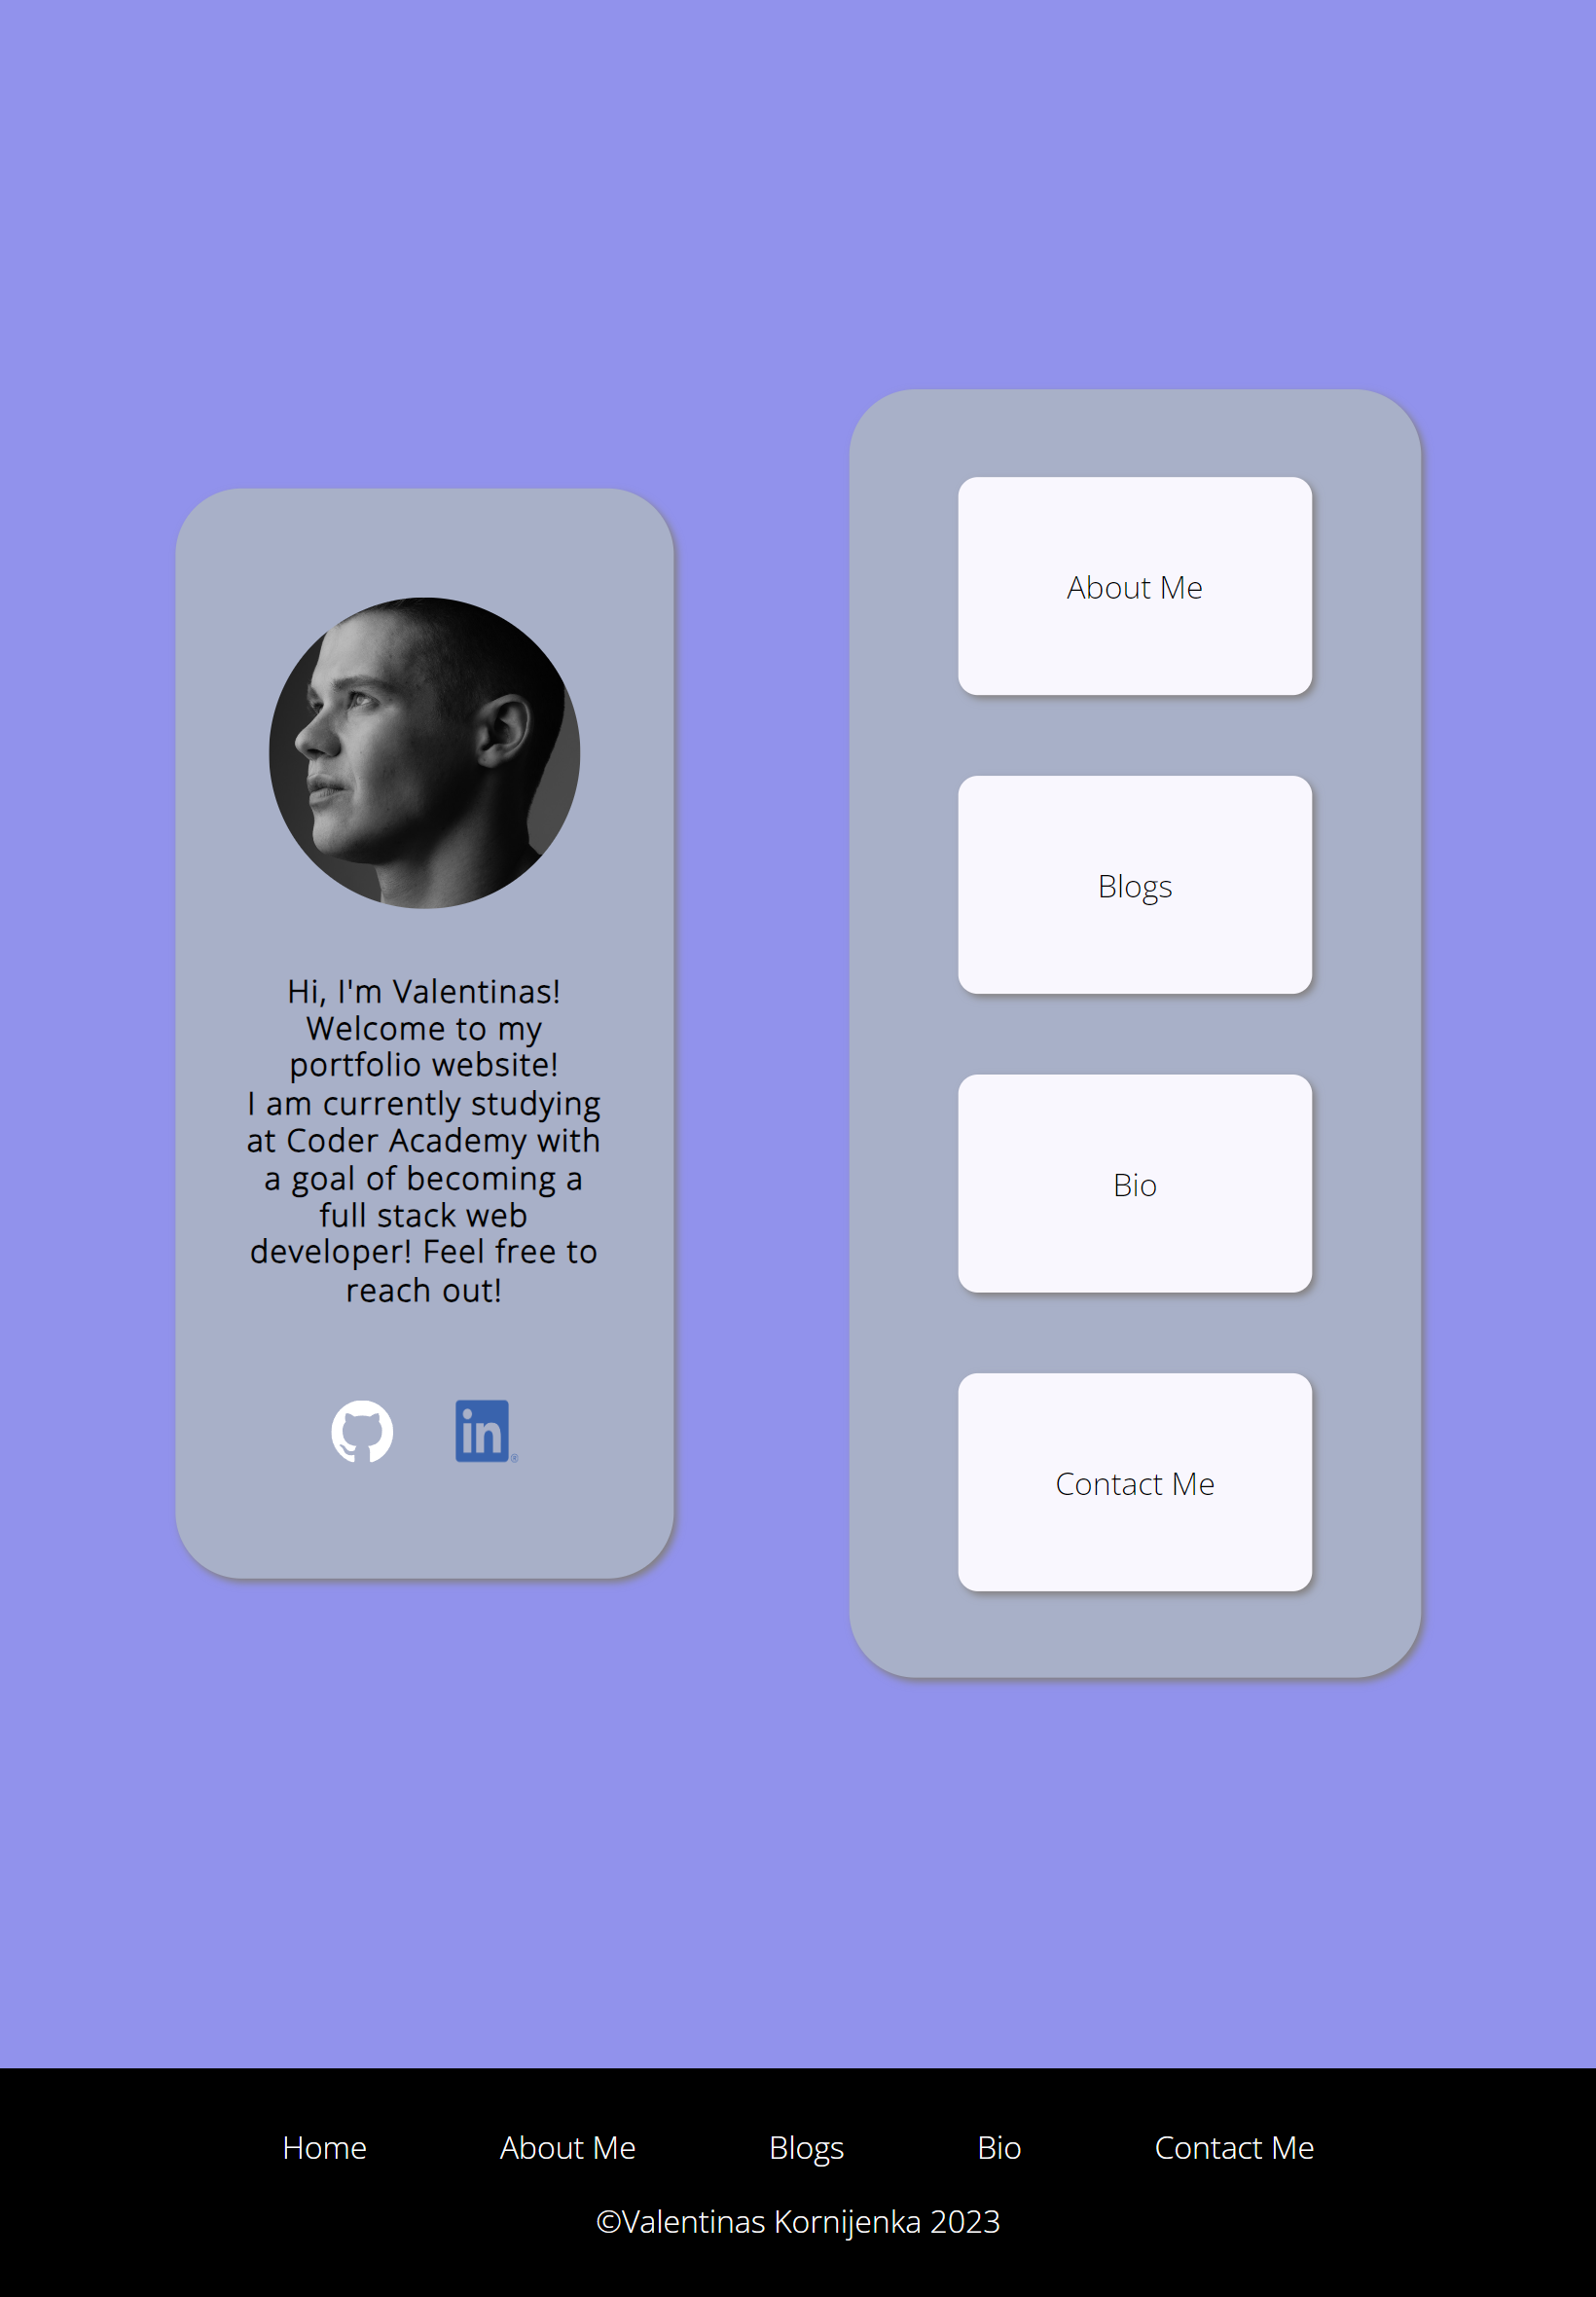 Hi, I'm Valentinas!
Welcome to my
portfolio website!
I am currently studying
at Coder Academy with
a goal of becoming a
full stack web
developer! Feel free to
reach out!
in®
About Me
Blogs
Bio
Contact Me
Home About Me Blogs Bio Contact Me
©Valentinas Kornijenka 2023